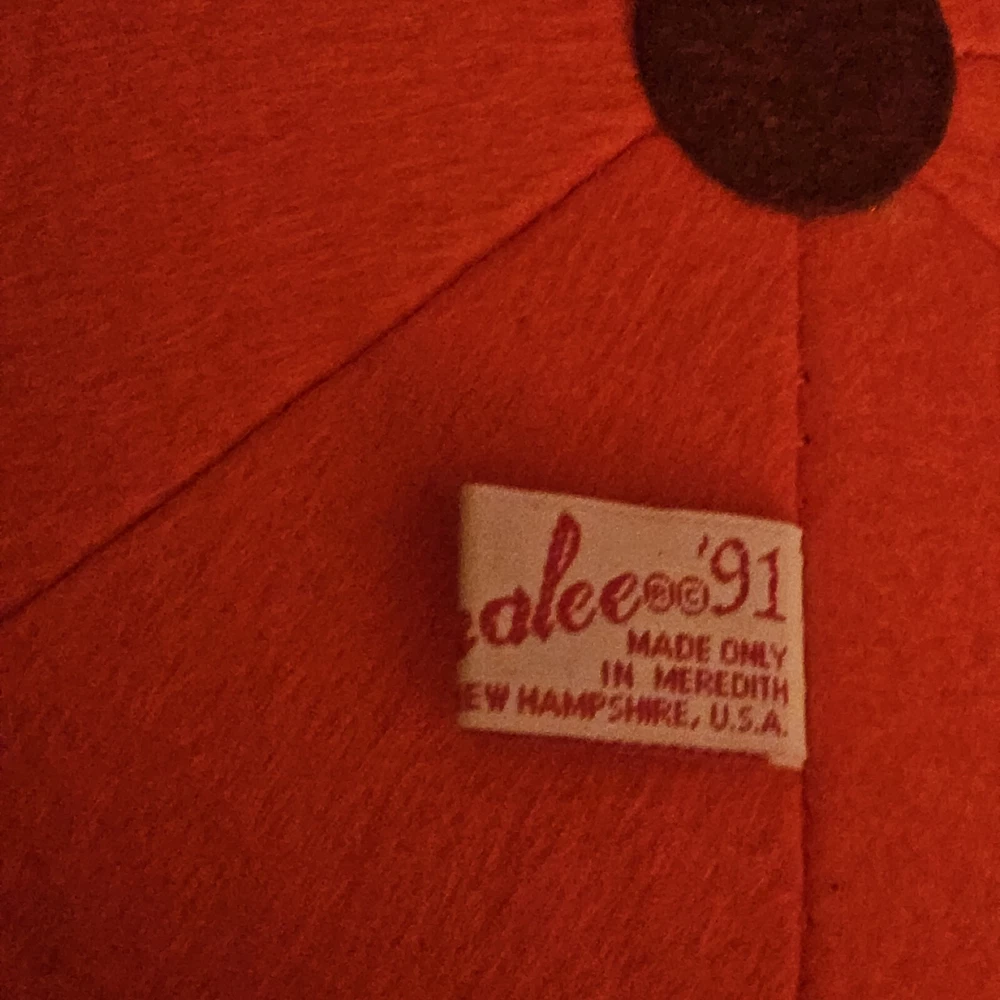 alee®© '91
MADE ONLY
IN MEREDITH
EW HAMPSHIRE, U.S.A.